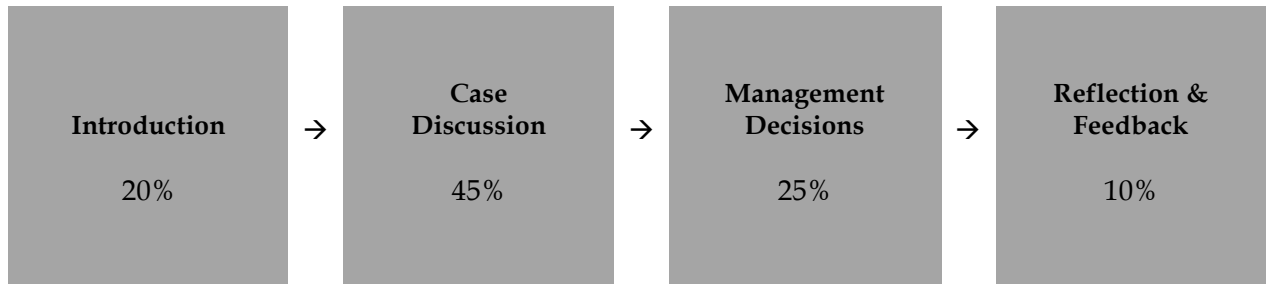 Introduction
20%
→
Case
Discussion
45%
→
Management
Decisions
25%
→
Reflection &
Feedback
10%